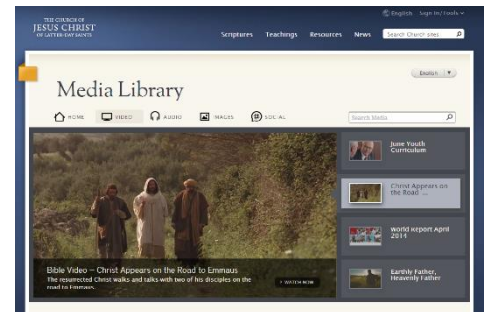 THE CHURCH OF
JESUS CHRIST
OF LATTER-DAY SAINTS
English Sign in/Tools
Scriptures Teachings Resources News Search Church sites
English
Media Library
HOME VIDEO AUDIO IMAGES SOCIAL Search Media
June Youth
Curriculum
Christ Appears on
the Road ...
World Report April
2014
Earthly Father,
Heavenly Father
Bible Video – Christ Appears on the Road to Emmaus
The resurrected Christ walks and talks with two of his disciples on the
road to Emmaus.
> WATCH NOW